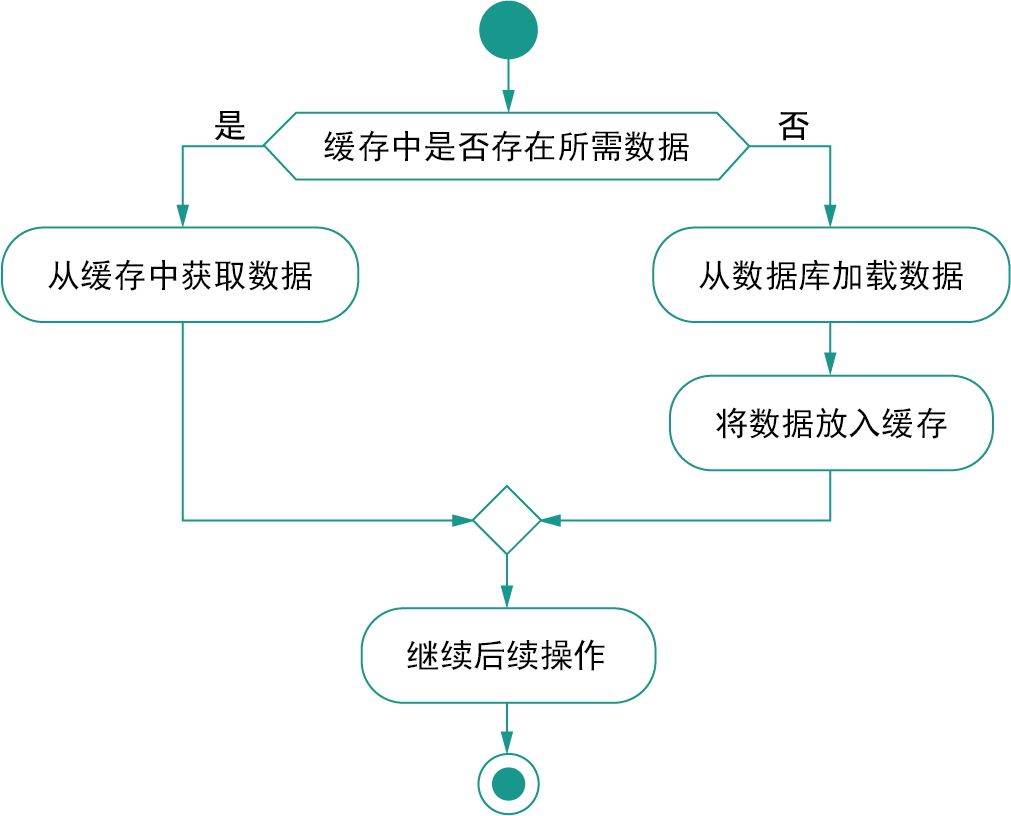 是
否
缓存中是否存在所需数据
从缓存中获取数据
从数据库加载数据
将数据放入缓存
继续后续操作